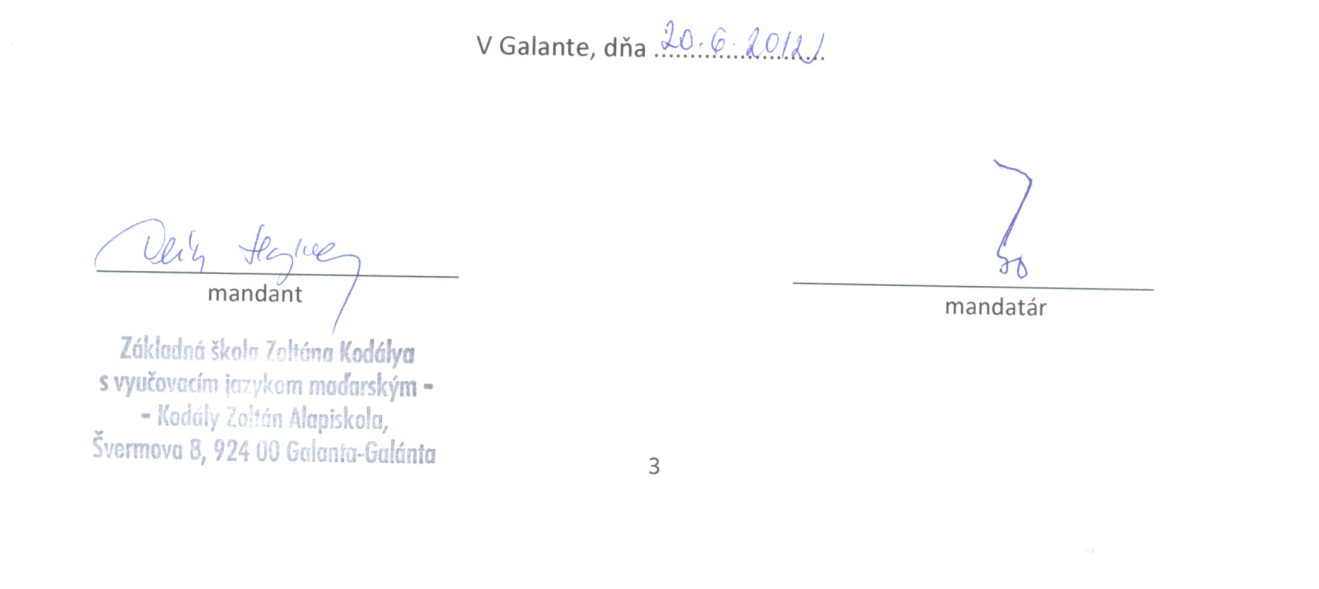 V Galante, dňa 20.6.2012
mandant
mandatár
Základná škola Zoltána Kodálya
s vyučovacím jazykom maďarským -
- Kodály Zoltán Alapiskola,
Švermova 8, 924 00 Galanta-Galánta
3